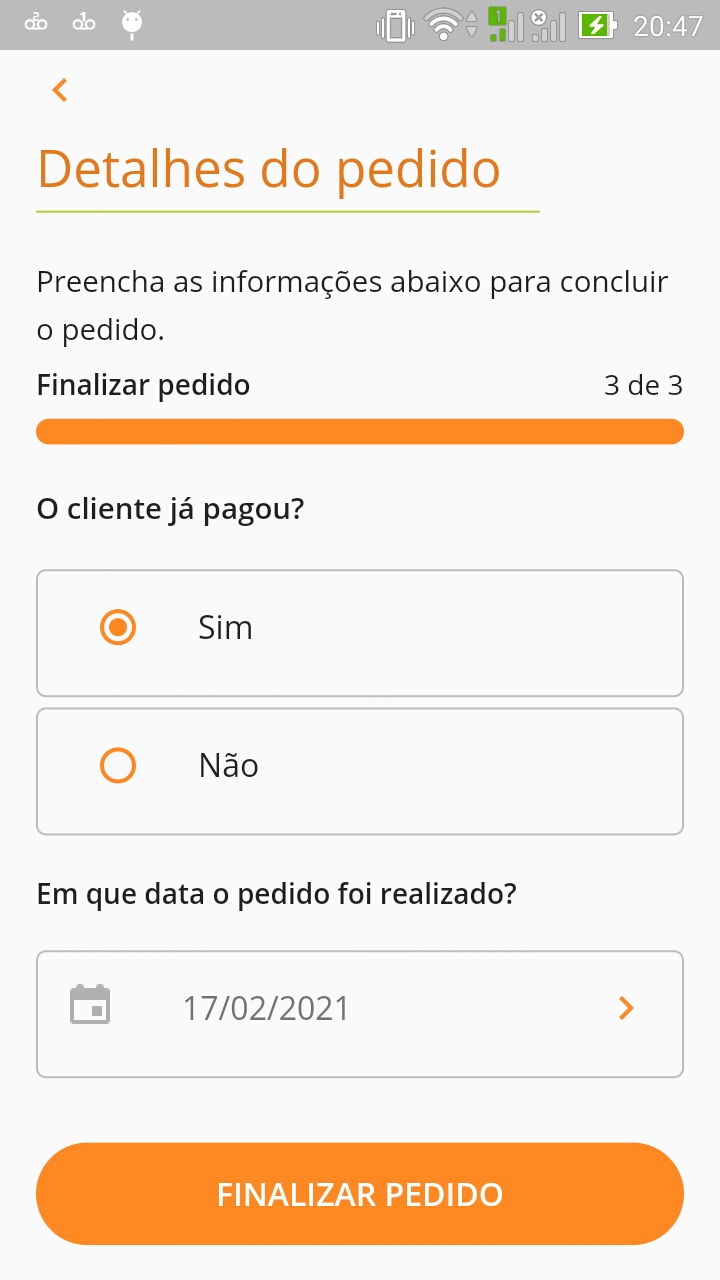 20:47
Detalhes do pedido
Preencha as informações abaixo para concluir
o pedido.
Finalizar pedido 3 de 3
O cliente já pagou?
Sim
Não
Em que data o pedido foi realizado?
17/02/2021
FINALIZAR PEDIDO